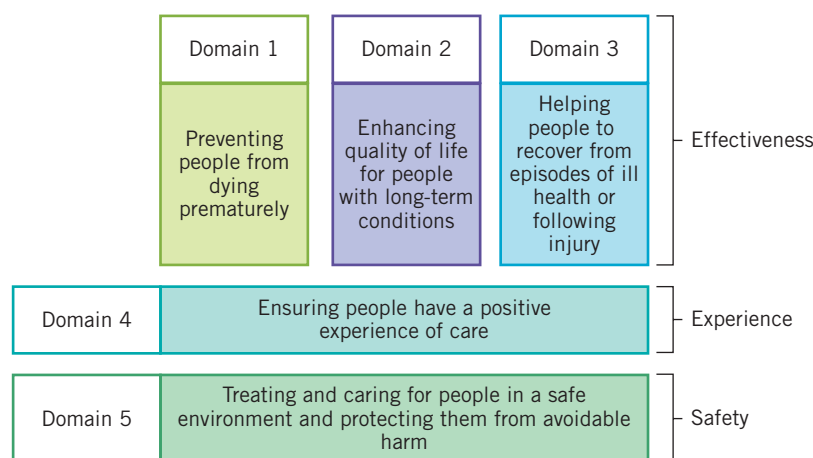 Domain 1
Domain 2
Domain 3
Preventing
people from
dying
prematurely
Enhancing
quality of life
for people
with long-term
conditions
Helping
people to
recover from
episodes of ill
health or
following
injury
Effectiveness
Domain 4
Ensuring people have a positive
experience of care
Experience
Domain 5
Treating and caring for people in a safe
environment and protecting them from avoidable
harm
Safety